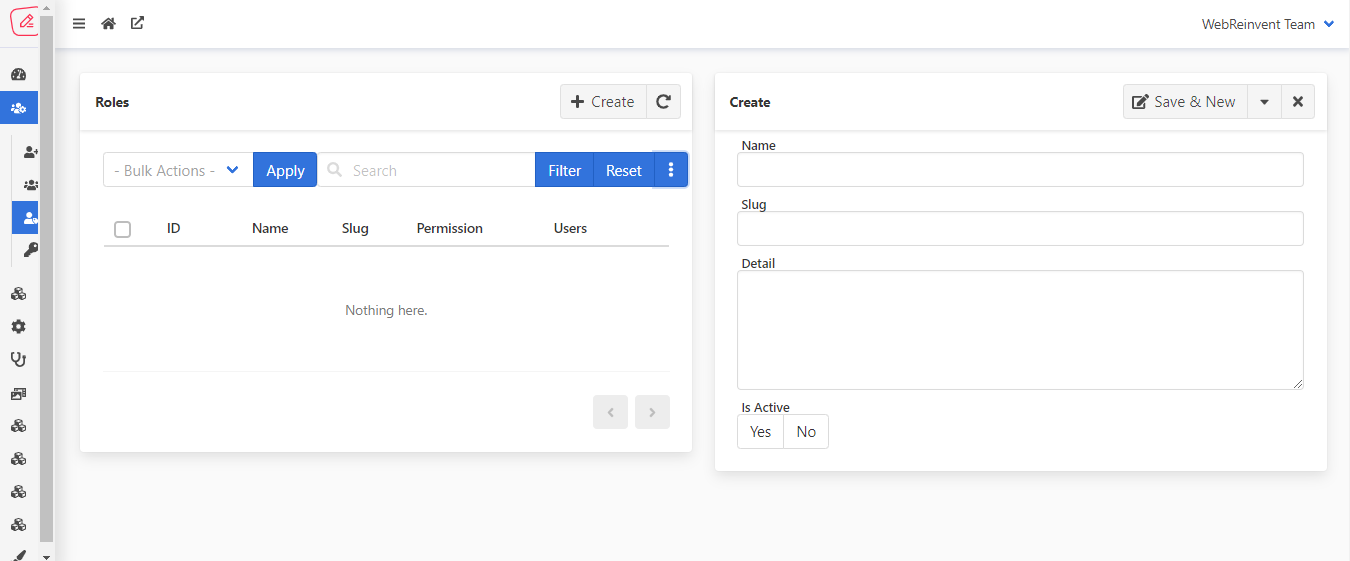 WebReinvent Team
Roles
Create
- Bulk Actions -
Apply
Search
Filter
Reset
ID Name Slug Permission Users
Nothing here.
Create
Save & New
Name
Slug
Detail
Is Active
Yes No